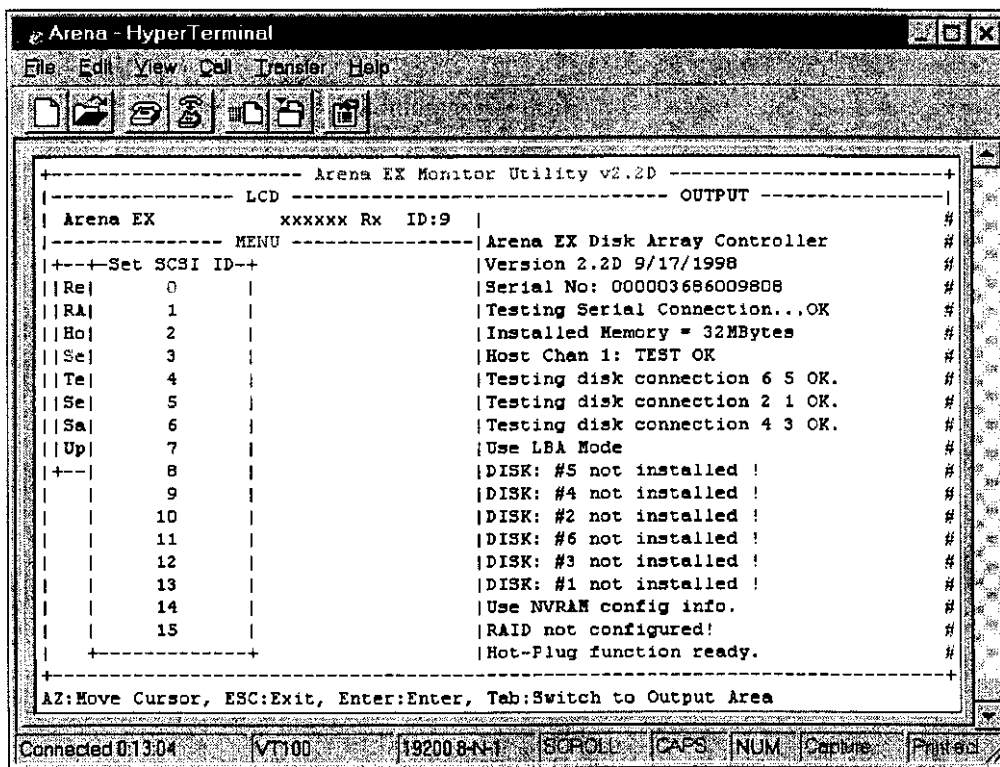 Arena - HyperTerminal
File Edit View Call Transfer Help
+----------------------- Arena EX Monitor Utility v2.2D -----------------------+
|---------------- LCD ---------------------------------- OUTPUT ---------------|
| Arena EX xxxxxx Rx ID:9 | #
|--------------- MENU ----------------|Arena EX Disk Array Controller #
|+--+-Set SCSI ID-+ |Version 2.2D 9/17/1998 #
||Re| 0 | |Serial No: 000003686009808 #
||RA| 1 | |Testing Serial Connection...OK #
||Ho| 2 | |Installed Memory = 32MBytes #
||Se| 3 | |Host Chan 1: TEST OK #
||Te| 4 | |Testing disk connection 6 5 OK. #
||Se| 5 | |Testing disk connection 2 1 OK. #
||Sa| 6 | |Testing disk connection 4 3 OK. #
||Up| 7 | |Use LBA Mode #
|+--| 8 | |DISK: #5 not installed ! #
| | 9 | |DISK: #4 not installed ! #
| | 10 | |DISK: #2 not installed ! #
| | 11 | |DISK: #6 not installed ! #
| | 12 | |DISK: #3 not installed ! #
| | 13 | |DISK: #1 not installed ! #
| | 14 | |Use NVRAM config info. #
| | 15 | |RAID not configured! #
| +-------------+ |Hot-Plug function ready. #
+------------------------------------------------------------------------------+
AZ:Move Cursor, ESC:Exit, Enter:Enter, Tab:Switch to Output Area
Connected 0:13:04 VT100 19200 8-N-1 SCROLL CAPS NUM Capture Print ec